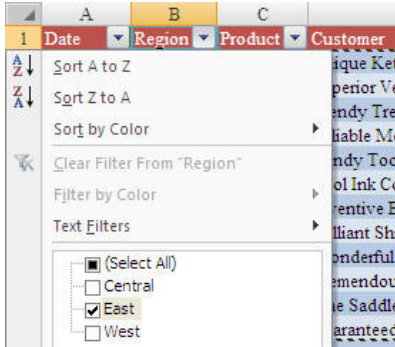 A B C
1 Date Region Product Customer
Sort A to Z
Sort Z to A
Sort by Color
Clear Filter From "Region"
Filter by Color
Text Filters
(Select All)
Central
East
West